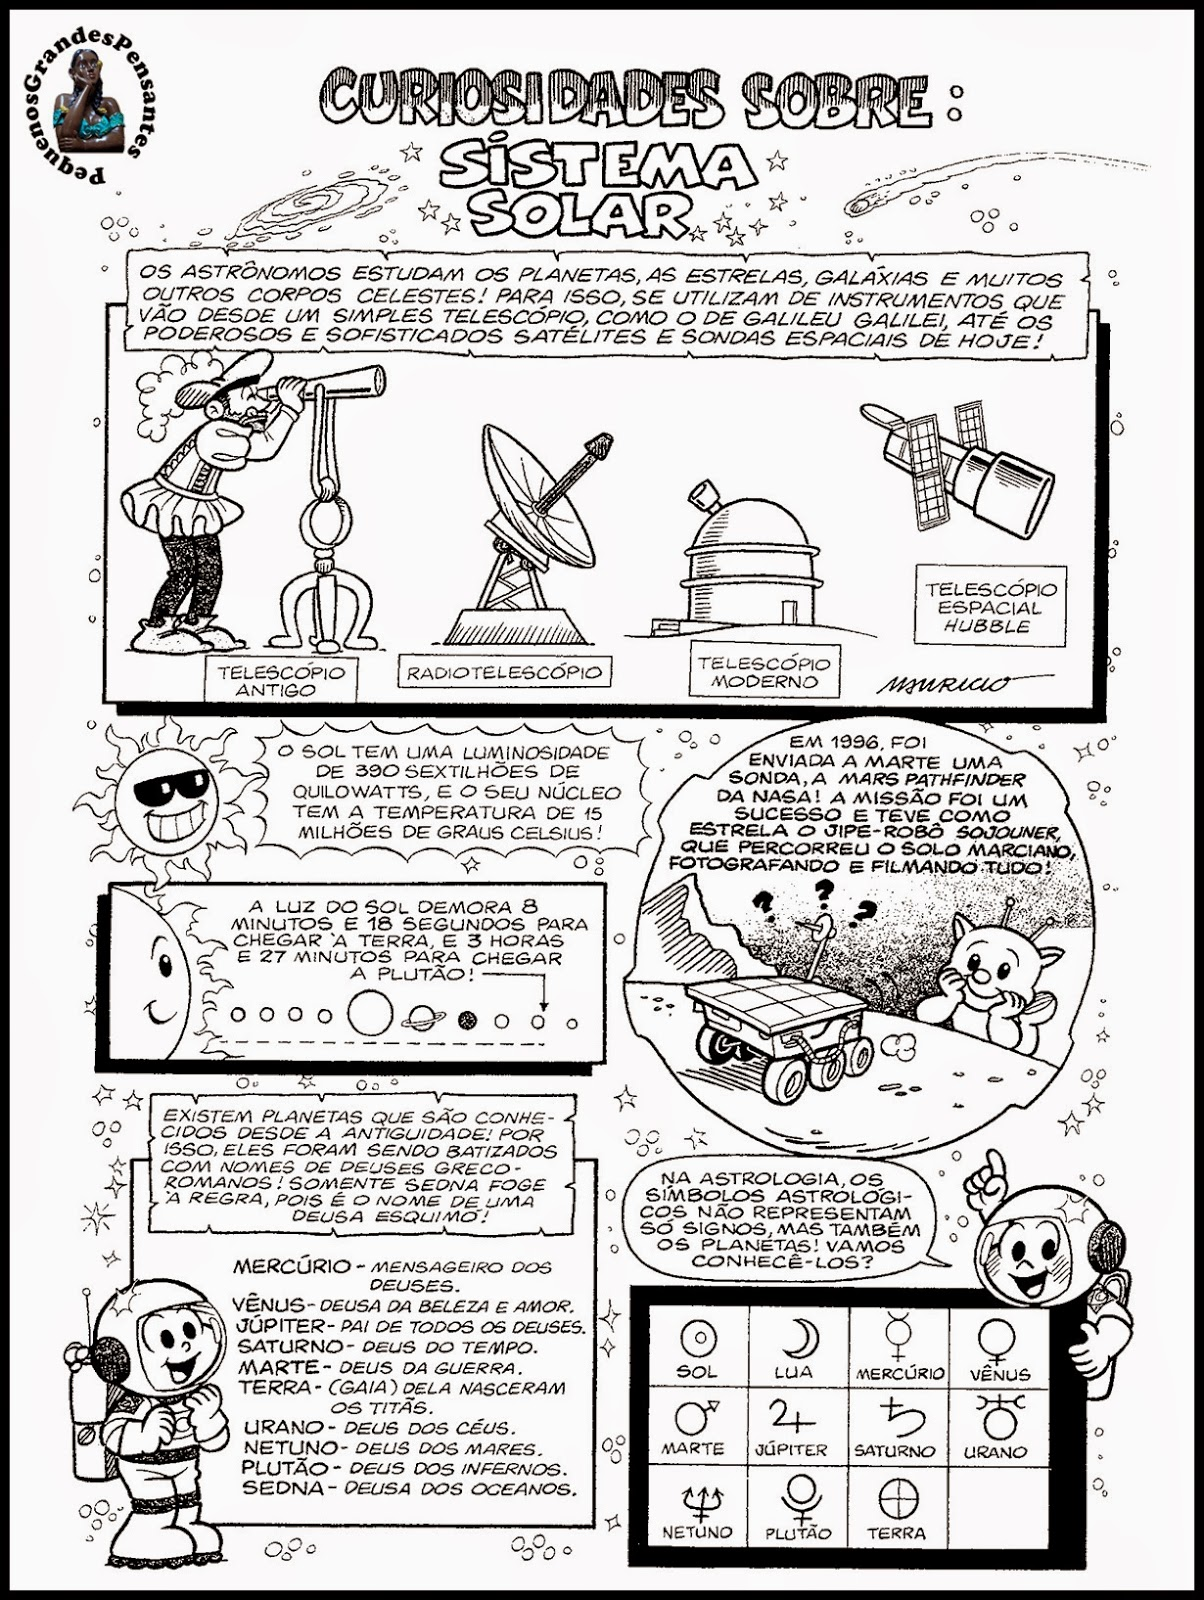 PequenosGrandesPensantes
CURIOSIDADES SOBRE:
SISTEMA
SOLAR
OS ASTRÔNOMOS ESTUDAM OS PLANETAS, AS ESTRELAS, GALÁXIAS E MUITOS
OUTROS CORPOS CELESTES! PARA ISSO, SE UTILIZAM DE INSTRUMENTOS QUE
VÃO DESDE UM SIMPLES TELESCÓPIO, COMO O DE GALILEU GALILEI, ATÉ OS
PODEROSOS E SOFISTICADOS SATÉLITES E SONDAS ESPACIAIS DE HOJE!
TELESCÓPIO
ANTIGO
RADIOTELESCÓPIO
TELESCÓPIO
MODERNO
TELESCÓPIO
ESPACIAL
HUBBLE
MAURICIO
O SOL TEM UMA LUMINOSIDADE
DE 390 SEXTILHÕES DE
QUILOWATTS, E O SEU NÚCLEO
TEM A TEMPERATURA DE 15
MILHÕES DE GRAUS CELSIUS!
EM 1996, FOI
ENVIADA A MARTE UMA
SONDA, A MARS PATHFINDER
DA NASA! A MISSÃO FOI UM
SUCESSO E TEVE COMO
ESTRELA O JIPE-ROBÔ SOJOUNER,
QUE PERCORREU O SOLO MARCIANO,
FOTOGRAFANDO E FILMANDO TUDO!
? ? ?
A LUZ DO SOL DEMORA 8
MINUTOS E 18 SEGUNDOS PARA
CHEGAR À TERRA, E 3 HORAS
E 27 MINUTOS PARA CHEGAR
A PLUTÃO!
EXISTEM PLANETAS QUE SÃO CONHE-
CIDOS DESDE A ANTIGUIDADE! POR
ISSO, ELES FORAM SENDO BATIZADOS
COM NOMES DE DEUSES GRECO-
ROMANOS! SOMENTE SEDNA FOGE
À REGRA, POIS É O NOME DE UMA
DEUSA ESQUIMÓ!
MERCÚRIO - MENSAGEIRO DOS
DEUSES.
VÊNUS - DEUSA DA BELEZA E AMOR.
JÚPITER - PAI DE TODOS OS DEUSES.
SATURNO - DEUS DO TEMPO.
MARTE - DEUS DA GUERRA.
TERRA - (GAIA) DELA NASCERAM
OS TITÃS.
URANO - DEUS DOS CÉUS.
NETUNO - DEUS DOS MARES.
PLUTÃO - DEUS DOS INFERNOS.
SEDNA - DEUSA DOS OCEANOS.
NA ASTROLOGIA, OS
SÍMBOLOS ASTROLÓGI-
COS NÃO REPRESENTAM
SÓ SIGNOS, MAS TAMBÉM
OS PLANETAS! VAMOS
CONHECÊ-LOS?
SOL LUA MERCÚRIO VÊNUS
MARTE JÚPITER SATURNO URANO
NETUNO PLUTÃO TERRA